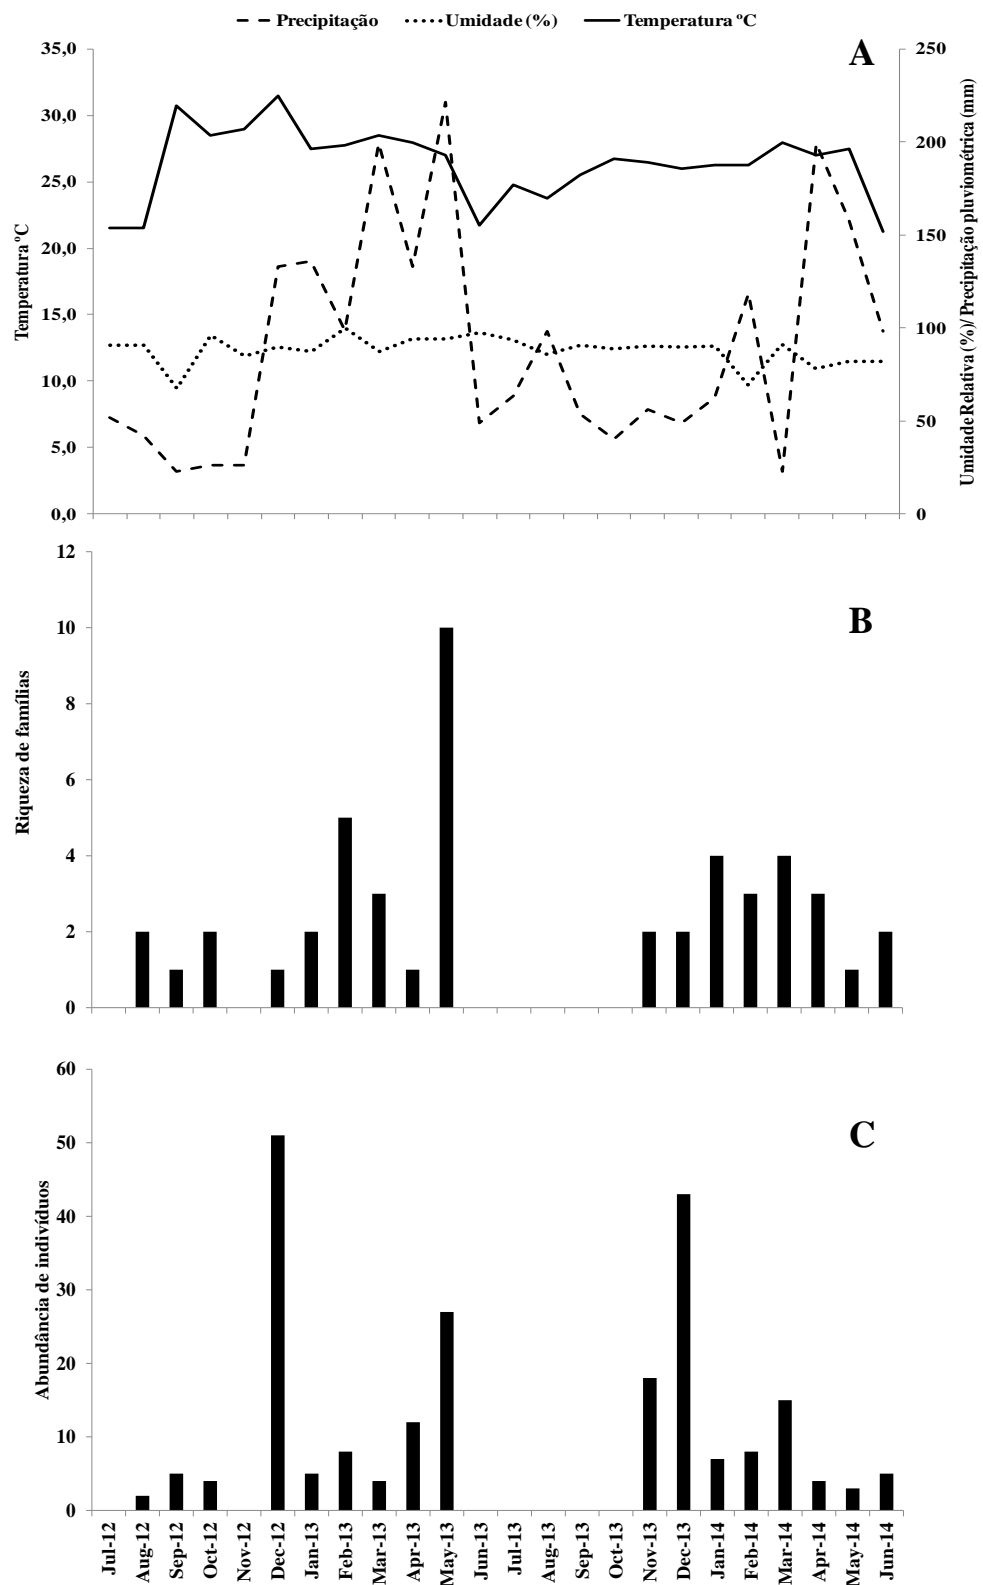 Precipitação Umidade (%) Temperatura ºC
A
Temperatura ºC
35,0
30,0
25,0
20,0
15,0
10,0
5,0
0,0
250
200
150
100
50
0
Umidade Relativa (%)/ Precipitação pluviométrica (mm)
B
Riqueza de famílias
12
10
8
6
4
2
0
C
Abundância de indivíduos
60
50
40
30
20
10
0
Jul-12
Aug-12
Sep-12
Oct-12
Nov-12
Dec-12
Jan-13
Feb-13
Mar-13
Apr-13
May-13
Jun-13
Jul-13
Aug-13
Sep-13
Oct-13
Nov-13
Dec-13
Jan-14
Feb-14
Mar-14
Apr-14
May-14
Jun-14